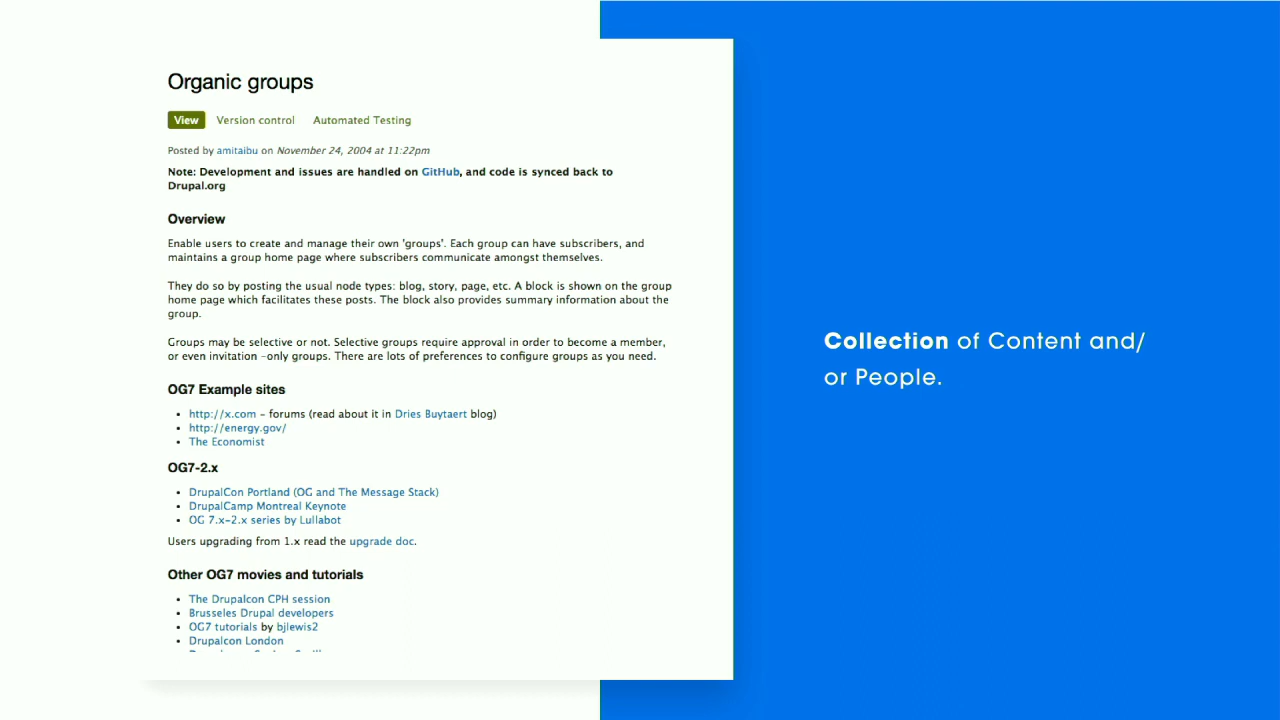 Organic groups
View Version control Automated Testing
Posted by amitaibu on November 24, 2004 at 11:22pm
Note: Development and issues are handled on GitHub, and code is synced back to
Drupal.org
Overview
Enable users to create and manage their own 'groups'. Each group can have subscribers, and
maintains a group home page where subscribers communicate amongst themselves.
They do so by posting the usual node types: blog, story, page, etc. A block is shown on the group
home page which facilitates these posts. The block also provides summary information about the
group.
Groups may be selective or not. Selective groups require approval in order to become a member,
or even invitation -only groups. There are lots of preferences to configure groups as you need.
OG7 Example sites
• http://x.com - forums (read about it in Dries Buytaert blog)
• http://energy.gov/
• The Economist
OG7-2.x
• DrupalCon Portland (OG and The Message Stack)
• DrupalCamp Montreal Keynote
• OG 7.x-2.x series by Lullabot
Users upgrading from 1.x read the upgrade doc.
Other OG7 movies and tutorials
• The Drupalcon CPH session
• Brusseles Drupal developers
• OG7 tutorials by bjlewis2
• Drupalcon London
Collection of Content and/
or People.